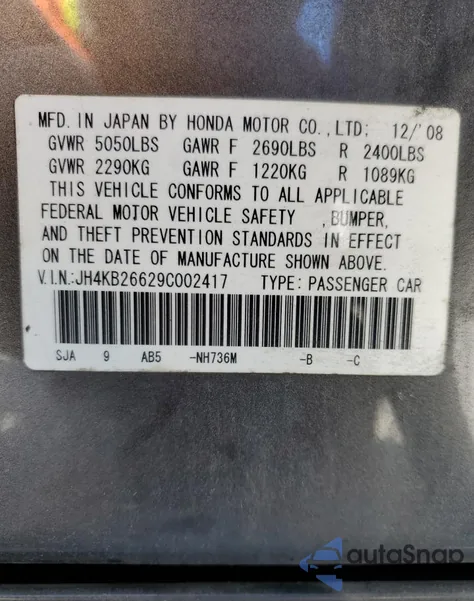 MFD. IN JAPAN BY HONDA MOTOR CO., LTD; 12/'08
GVWR 5050LBS GAWR F 2690LBS R 2400LBS
GVWR 2290KG GAWR F 1220KG R 1089KG
THIS VEHICLE CONFORMS TO ALL APPLICABLE
FEDERAL MOTOR VEHICLE SAFETY , BUMPER,
AND THEFT PREVENTION STANDARDS IN EFFECT
ON THE DATE OF MANUFACTURE SHOWN ABOVE.
V.I.N.:JH4KB26629C002417 TYPE: PASSENGER CAR
SJA 9 AB5 -NH736M -B -C
autoSnap